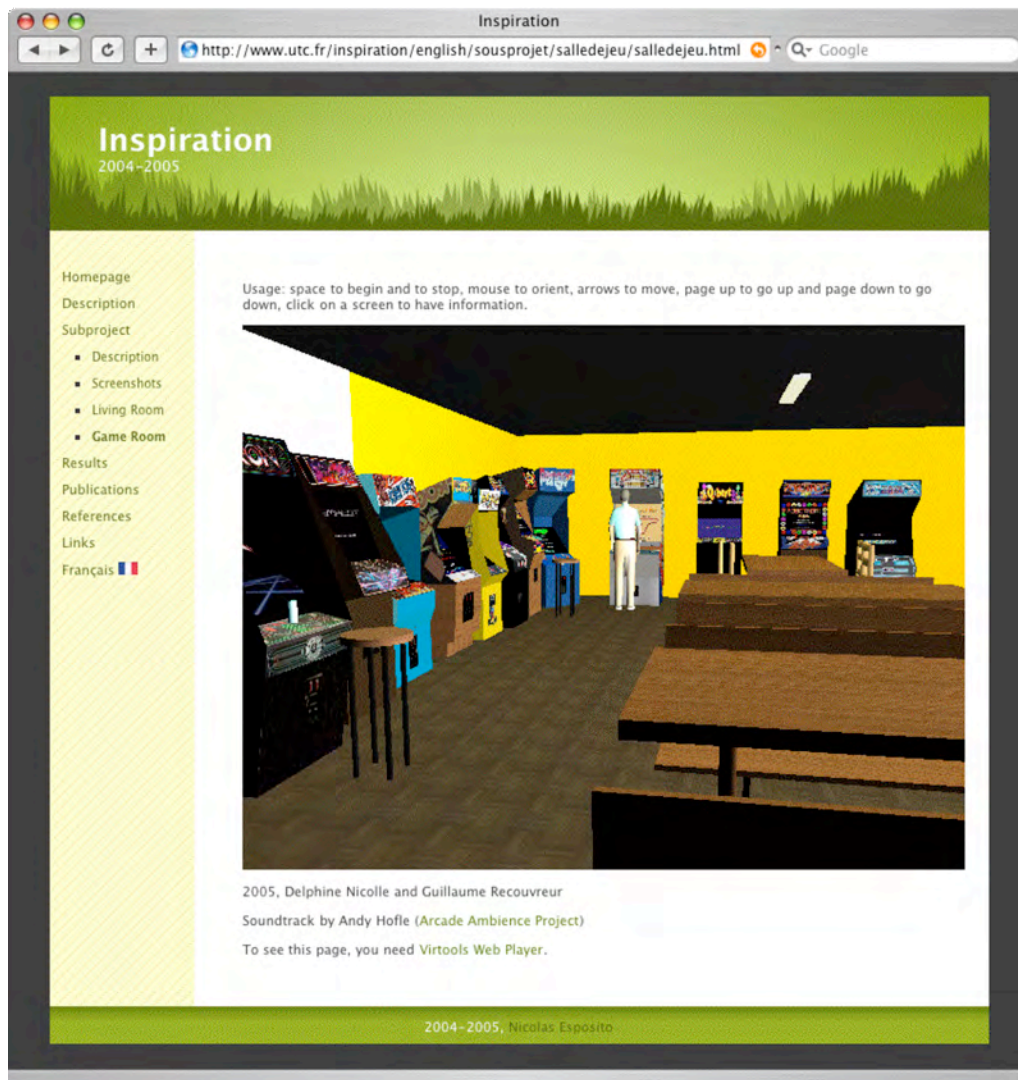 Inspiration
http://www.utc.fr/inspiration/english/sousprojet/salledejeu/salledejeu.html
Google
Inspiration
2004-2005
Homepage
Description
Subproject
Description
Screenshots
Living Room
Game Room
Results
Publications
References
Links
Français
Usage: space to begin and to stop, mouse to orient, arrows to move, page up to go up and page down to go
down, click on a screen to have information.
2005, Delphine Nicolle and Guillaume Recouvreur
Soundtrack by Andy Hofle (Arcade Ambience Project)
To see this page, you need Virtools Web Player.
2004-2005, Nicolas Esposito